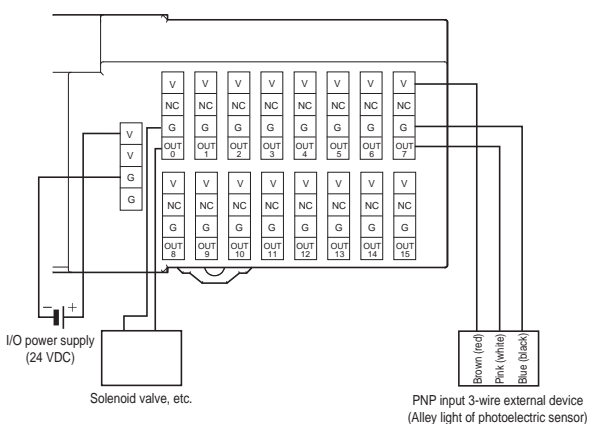 V V V V V V V V
NC NC NC NC NC NC NC NC
G G G G G G G G
OUT OUT OUT OUT OUT OUT OUT OUT
0 1 2 3 4 5 6 7
V
V
G
G
V V V V V V V V
NC NC NC NC NC NC NC NC
G G G G G G G G
OUT OUT OUT OUT OUT OUT OUT OUT
8 9 10 11 12 13 14 15
− +
I/O power supply
(24 VDC)
Solenoid valve, etc.
Brown (red)
Pink (white)
Blue (black)
PNP input 3-wire external device
(Alley light of photoelectric sensor)